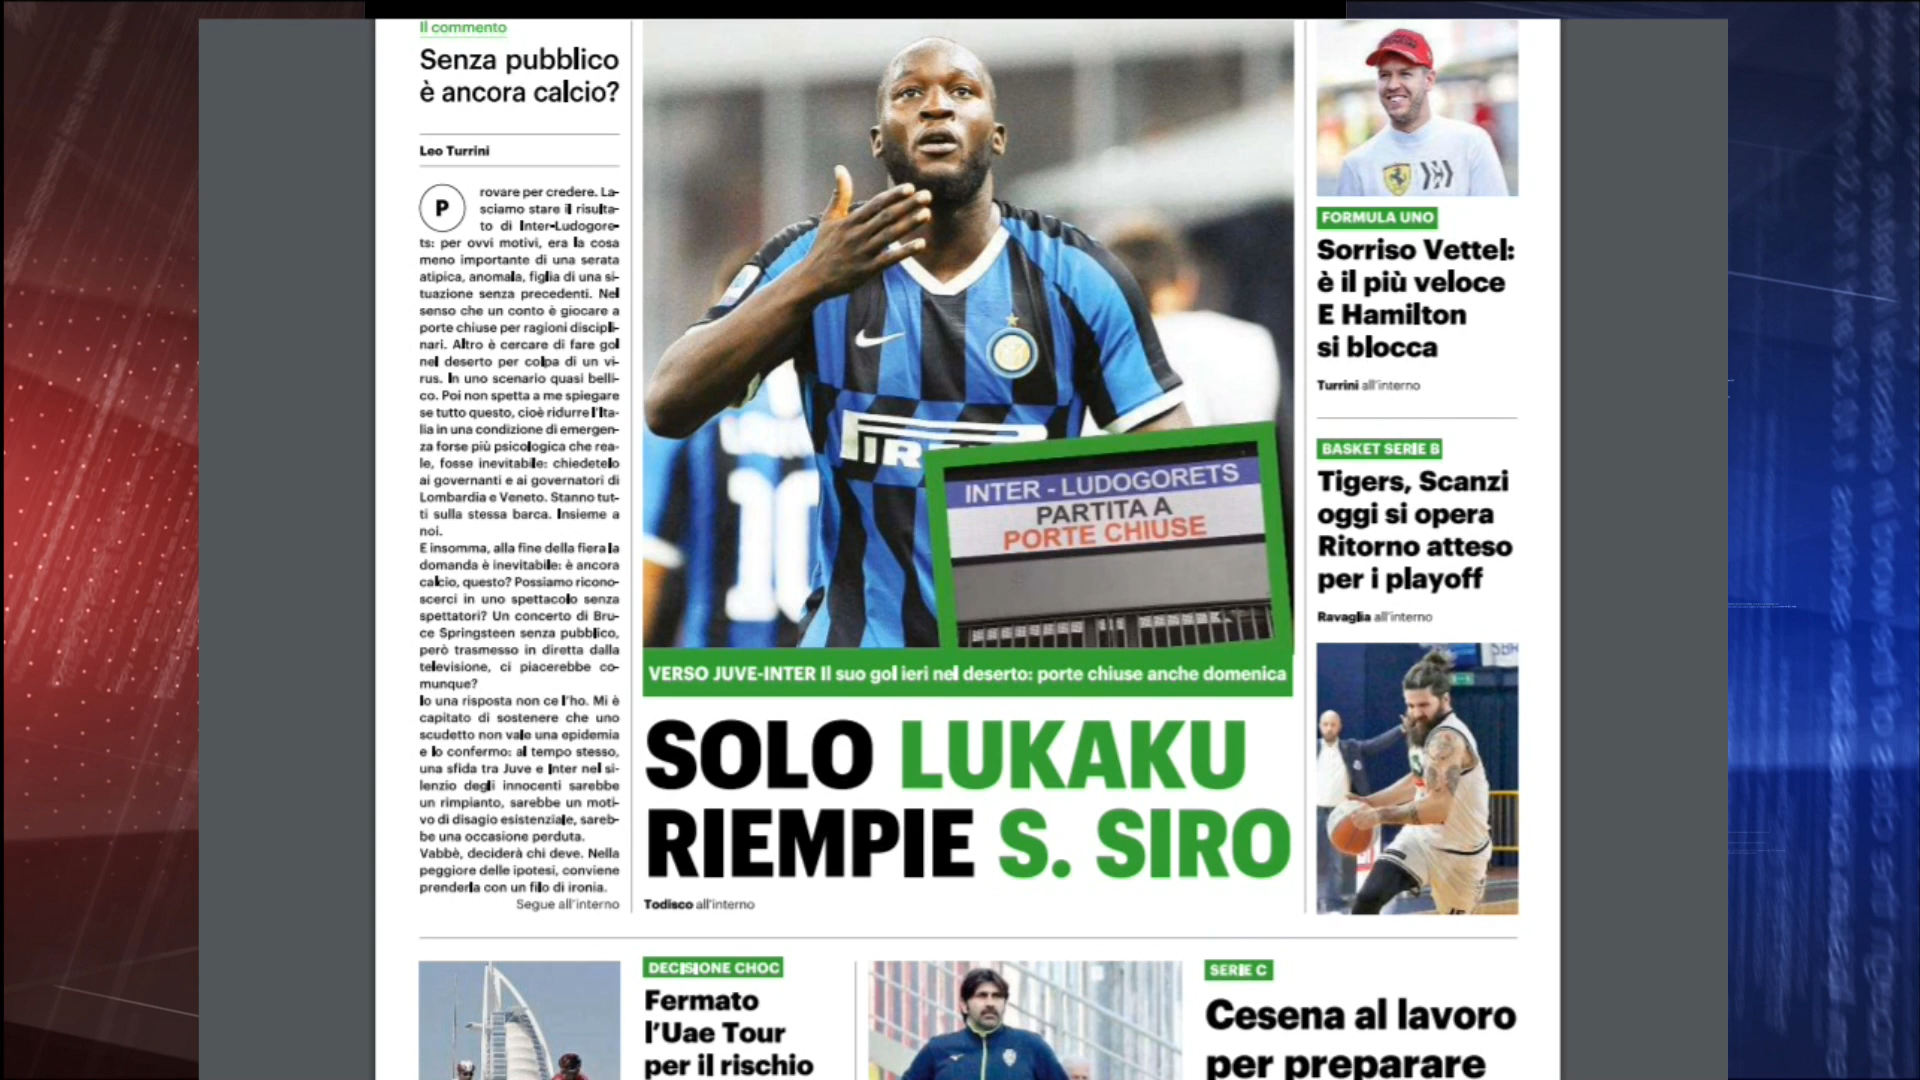 Il commento
Senza pubblico
è ancora calcio?
Leo Turrini
P
rovare per credere. La-
sciamo stare il risulta-
to di Inter-Ludogore-
ts: per ovvi motivi, era la cosa
meno importante di una serata
atipica, anomala, figlia di una si-
tuazione senza precedenti. Nel
senso che un conto è giocare a
porte chiuse per ragioni discipli-
nari. Altro è cercare di fare gol
nel deserto per colpa di un vi-
rus. In uno scenario quasi belli-
co. Poi non spetta a me spiegare
se tutto questo, cioè ridurre l'Ita-
lia in una condizione di emergen-
za forse più psicologica che rea-
le, fosse inevitabile: chiedetelo
ai governanti e ai governatori di
Lombardia e Veneto. Stanno tut-
ti sulla stessa barca. Insieme a
noi.
E insomma, alla fine della fiera la
domanda è inevitabile: è ancora
calcio, questo? Possiamo ricono-
scerci in uno spettacolo senza
spettatori? Un concerto di Bru-
ce Springsteen senza pubblico,
però trasmesso in diretta dalla
televisione, ci piacerebbe co-
munque?
Io una risposta non ce l'ho. Mi è
capitato di sostenere che uno
scudetto non vale una epidemia
e lo confermo: al tempo stesso,
una sfida tra Juve e Inter nel si-
lenzio degli innocenti sarebbe
un rimpianto, sarebbe un moti-
vo di disagio esistenziale, sareb-
be una occasione perduta.
Vabbè, deciderà chi deve. Nella
peggiore delle ipotesi, conviene
prenderla con un filo di ironia.
Segue all'interno
10
INTER - LUDOGORETS
PARTITA A
PORTE CHIUSE
VERSO JUVE-INTER Il suo gol ieri nel deserto: porte chiuse anche domenica
SOLO LUKAKU
RIEMPIE S. SIRO
Todisco all'interno
FORMULA UNO
Sorriso Vettel:
è il più veloce
E Hamilton
si blocca
Turrini all'interno
BASKET SERIE B
Tigers, Scanzi
oggi si opera
Ritorno atteso
per i playoff
Ravaglia all'interno
DECISIONE CHOC
Fermato
l'Uae Tour
per il rischio
SERIE C
Cesena al lavoro
per preparare